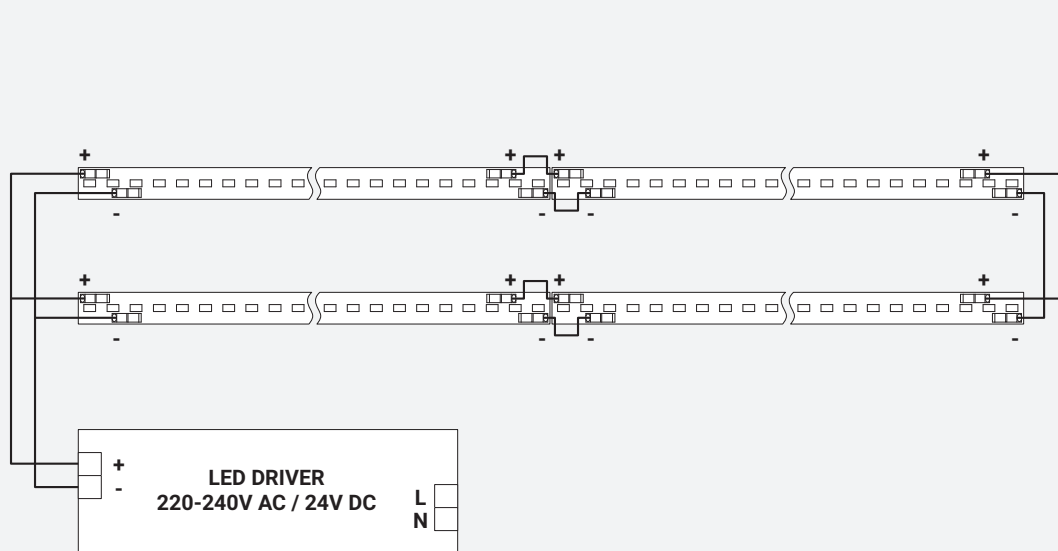 + + + +
- - - -
+ + + +
- - - -
+
-
LED DRIVER
220-240V AC / 24V DC
L
N